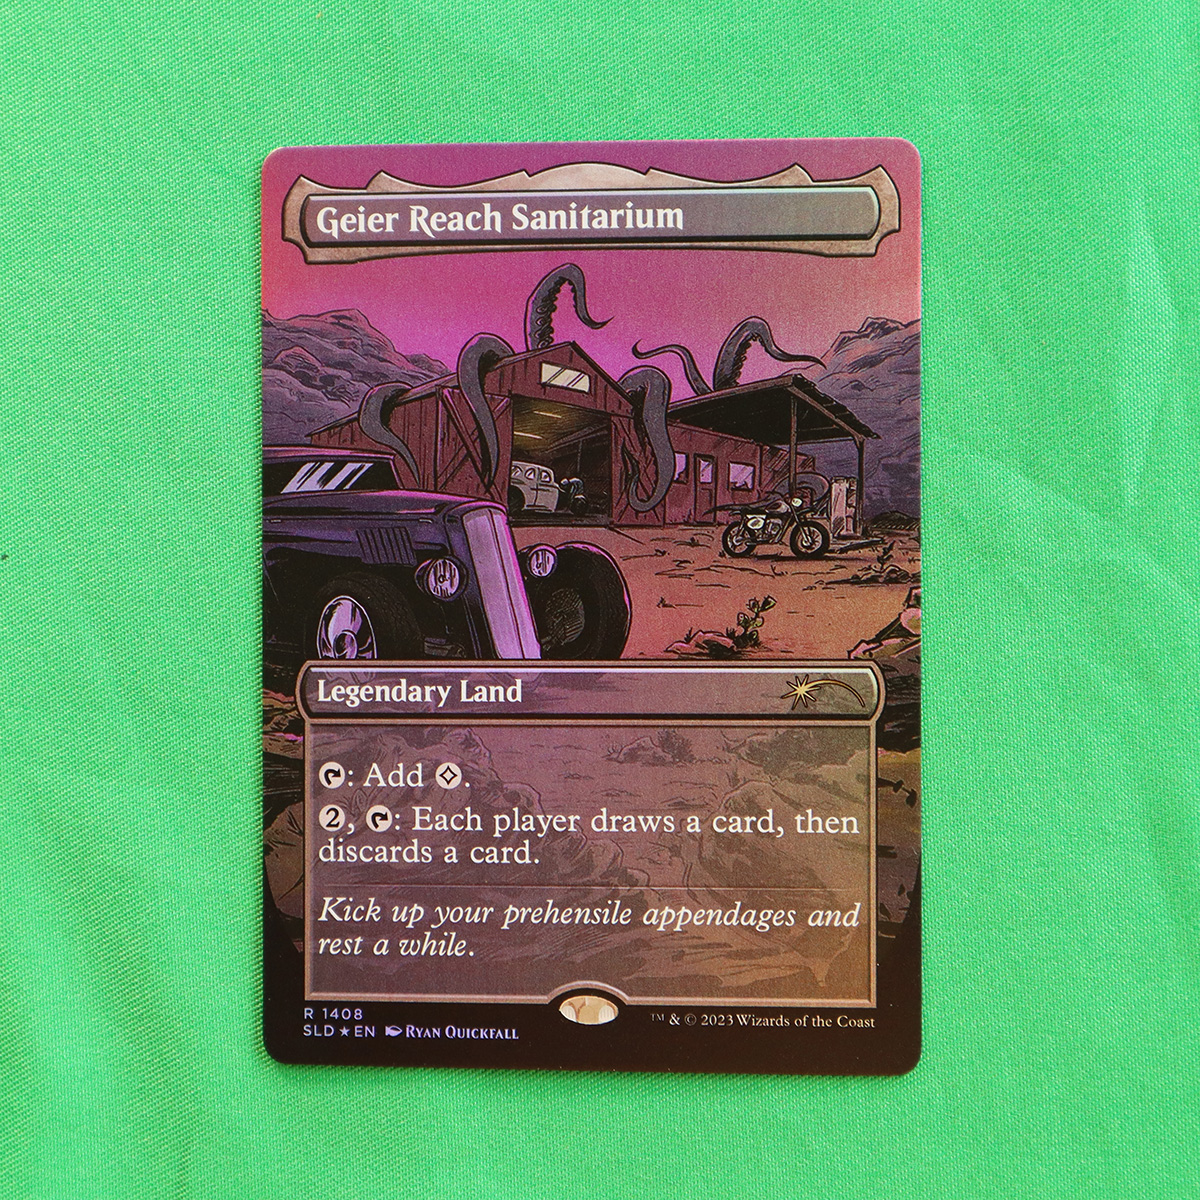 Geier Reach Sanitarium
Legendary Land
: Add .
2, : Each player draws a card, then
discards a card.
Kick up your prehensile appendages and
rest a while.
R 1408
SLD ★ EN RYAN QUICKFALL
™ & © 2023 Wizards of the Coast